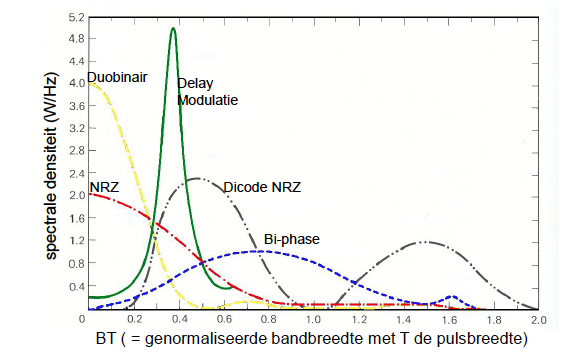 5.2
4.8
4.4
4.0
3.6
3.2
2.8
2.4
2.0
1.6
1.2
0.8
0.4
spectrale densiteit (W/Hz)
Duobinair
Delay
Modulatie
NRZ
Dicode NRZ
Bi-phase
0 0.2 0.4 0.6 0.8 1.0 1.2 1.4 1.6 1.8 2.0
BT ( = genormaliseerde bandbreedte met T de pulsbreedte)